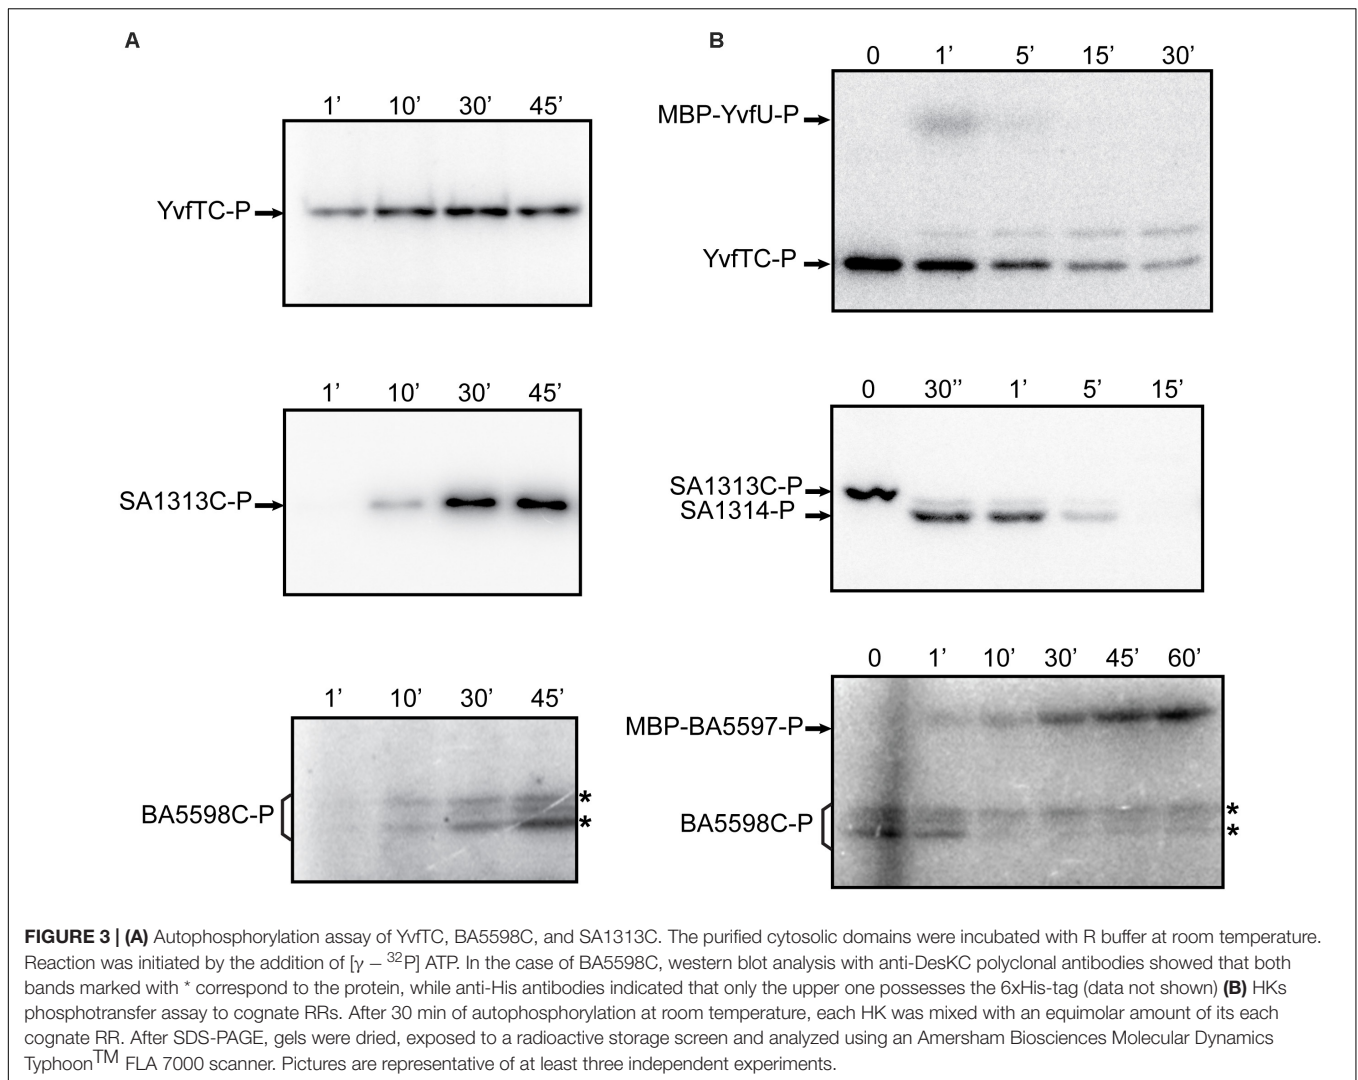 A
1’ 10’ 30’ 45’
YvfTC-P
1’ 10’ 30’ 45’
SA1313C-P
1’ 10’ 30’ 45’
BA5598C-P
*
*
B
0 1’ 5’ 15’ 30’
MBP-YvfU-P
YvfTC-P
0 30’’ 1’ 5’ 15’
SA1313C-P
SA1314-P
0 1’ 10’ 30’ 45’ 60’
MBP-BA5597-P
BA5598C-P
*
*
FIGURE 3 | (A) Autophosphorylation assay of YvfTC, BA5598C, and SA1313C. The purified cytosolic domains were incubated with R buffer at room temperature.
Reaction was initiated by the addition of [γ − ³²P] ATP. In the case of BA5598C, western blot analysis with anti-DesKC polyclonal antibodies showed that both
bands marked with * correspond to the protein, while anti-His antibodies indicated that only the upper one possesses the 6xHis-tag (data not shown) (B) HKs
phosphotransfer assay to cognate RRs. After 30 min of autophosphorylation at room temperature, each HK was mixed with an equimolar amount of its each
cognate RR. After SDS-PAGE, gels were dried, exposed to a radioactive storage screen and analyzed using an Amersham Biosciences Molecular Dynamics
Typhoon™ FLA 7000 scanner. Pictures are representative of at least three independent experiments.